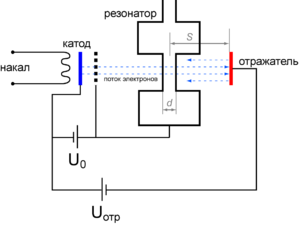 резонатор
катод
S
накал
отражатель
поток электронов
d
U0
Uотр